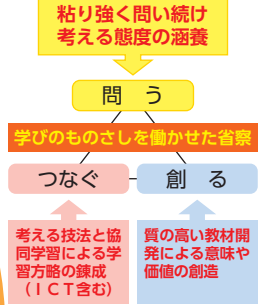 粘り強く問い続け
考える態度の涵養
問　う
学びのものさしを働かせた省察
つなぐ
創　る
考える技法と協
同学習による学
習方略の錬成
（ＩＣＴ含む）
質の高い教材開
発による意味や
価値の創造